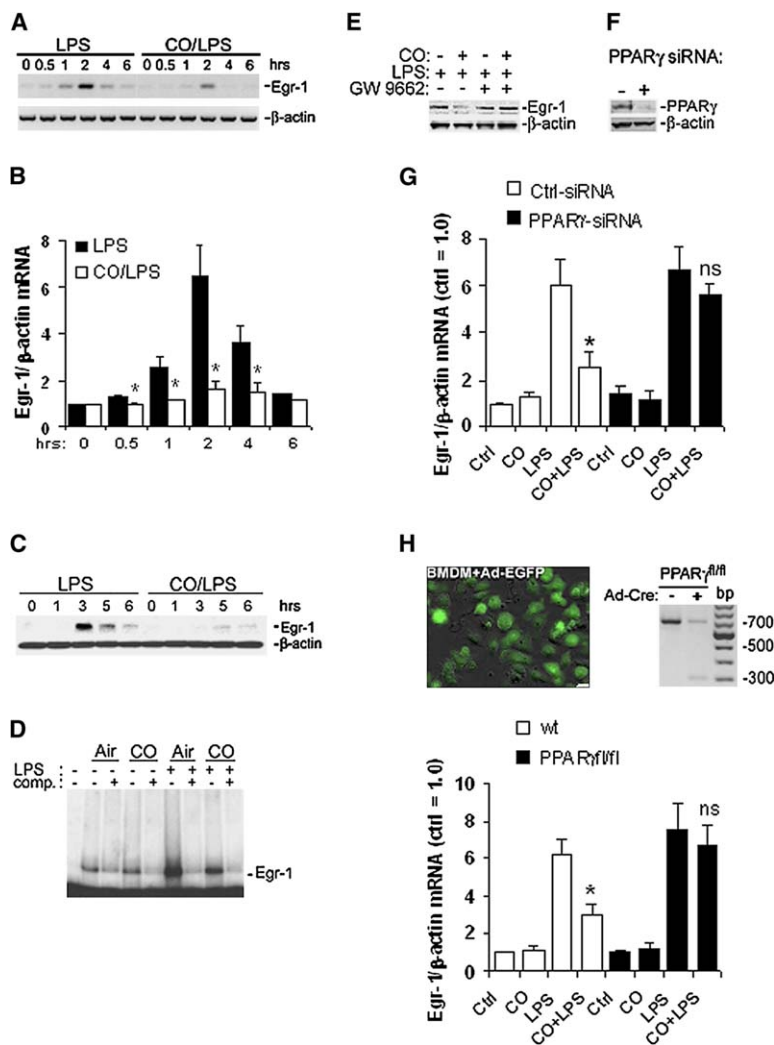 A
LPS CO/LPS
0 0.5 1 2 4 6 0 0.5 1 2 4 6 hrs
-Egr-1
-β-actin
B
Egr-1/β-actin mRNA
8
6
4
2
0
LPS
CO/LPS
* * * *
hrs: 0 0.5 1 2 4 6
C
LPS CO/LPS
0 1 3 5 6 0 1 3 5 6 hrs
-Egr-1
-β-actin
D
Air CO Air CO
LPS - - - - - + + + +
comp. - - + - + - + - +
-Egr-1
E
CO: - + - +
LPS: + + + +
GW 9662 - - + +
-Egr-1
-β-actin
F
PPARγ siRNA:
- +
-PPARγ
-β-actin
G
Ctrl-siRNA
PPARγ-siRNA
Egr-1/β-actin mRNA (ctrl = 1.0)
8
6
4
2
0
* ns
Ctrl CO LPS CO+LPS Ctrl CO LPS CO+LPS
H
BMDM+Ad-EGFP
PPARγfl/fl
Ad-Cre: - + bp
-700
-500
-300
wt
PPARγfl/fl
Egr-1/β-actin mRNA (ctrl = 1.0)
10
8
6
4
2
0
* ns
Ctrl CO LPS CO+LPS Ctrl CO LPS CO+LPS